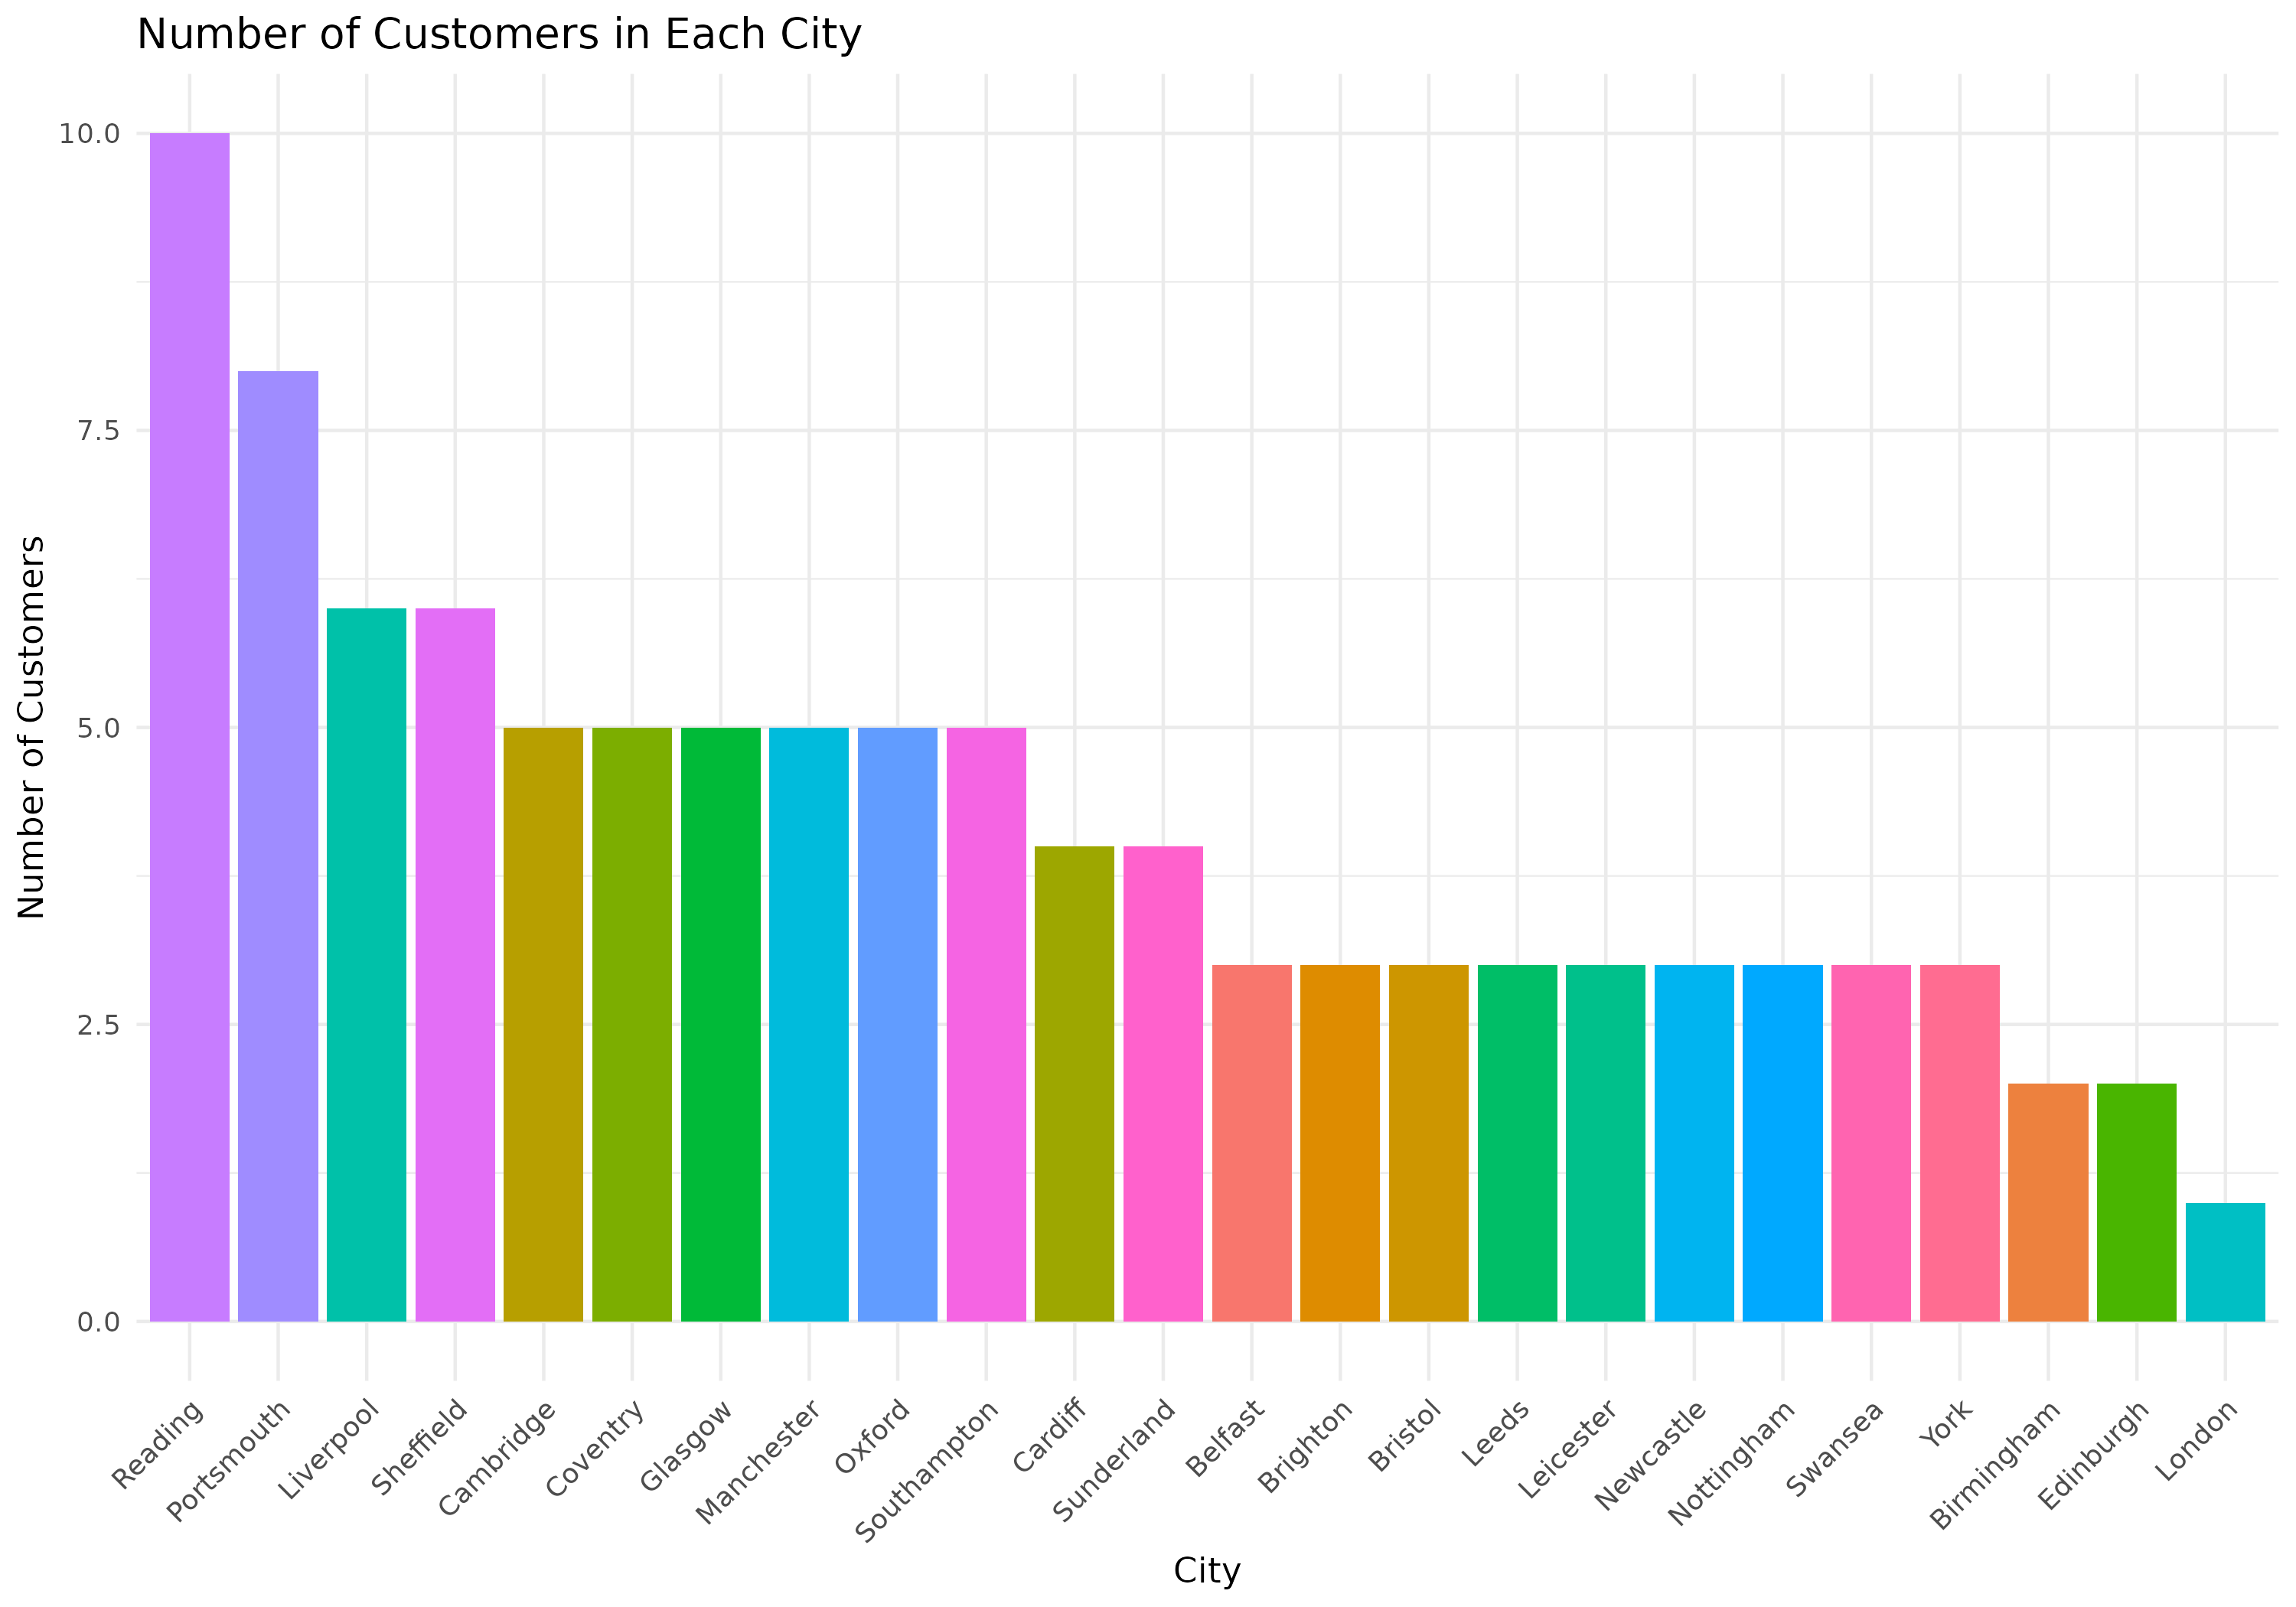 Number of Customers in Each City
Number of Customers
10.0
7.5
5.0
2.5
0.0
Reading
Portsmouth
Liverpool
Sheffield
Cambridge
Coventry
Glasgow
Manchester
Oxford
Southampton
Cardiff
Sunderland
Belfast
Brighton
Bristol
Leeds
Leicester
Newcastle
Nottingham
Swansea
York
Birmingham
Edinburgh
London
City